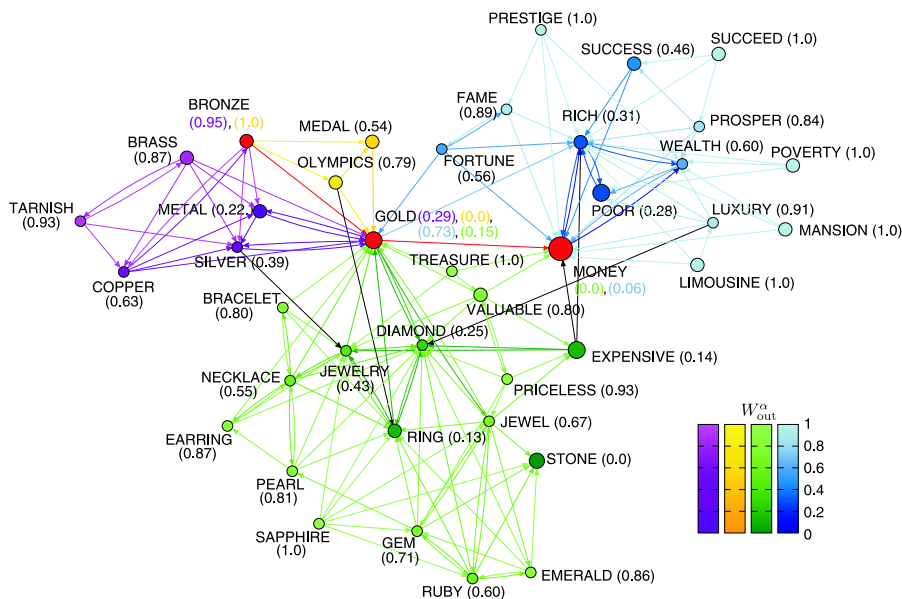 PRESTIGE (1.0)
SUCCESS (0.46)
SUCCEED (1.0)
FAME
(0.89)
RICH (0.31)
PROSPER (0.84)
BRONZE
(0.95), (1.0)
MEDAL (0.54)
BRASS
(0.87)
OLYMPICS (0.79)
FORTUNE
(0.56)
WEALTH (0.60)
POVERTY (1.0)
TARNISH
(0.93)
METAL (0.22)
GOLD (0.29), (0.0),
(0.73), (0.15)
POOR (0.28)
LUXURY (0.91)
MANSION (1.0)
SILVER (0.39)
TREASURE (1.0)
MONEY
(0.0), (0.06)
LIMOUSINE (1.0)
COPPER
(0.63)
BRACELET
(0.80)
VALUABLE (0.80)
DIAMOND (0.25)
EXPENSIVE (0.14)
NECKLACE
(0.55)
JEWELRY
(0.43)
PRICELESS (0.93)
EARRING
(0.87)
RING (0.13)
JEWEL (0.67)
STONE (0.0)
PEARL
(0.81)
SAPPHIRE
(1.0)
GEM
(0.71)
RUBY (0.60)
EMERALD (0.86)
W^α_out
1
0.8
0.6
0.4
0.2
0